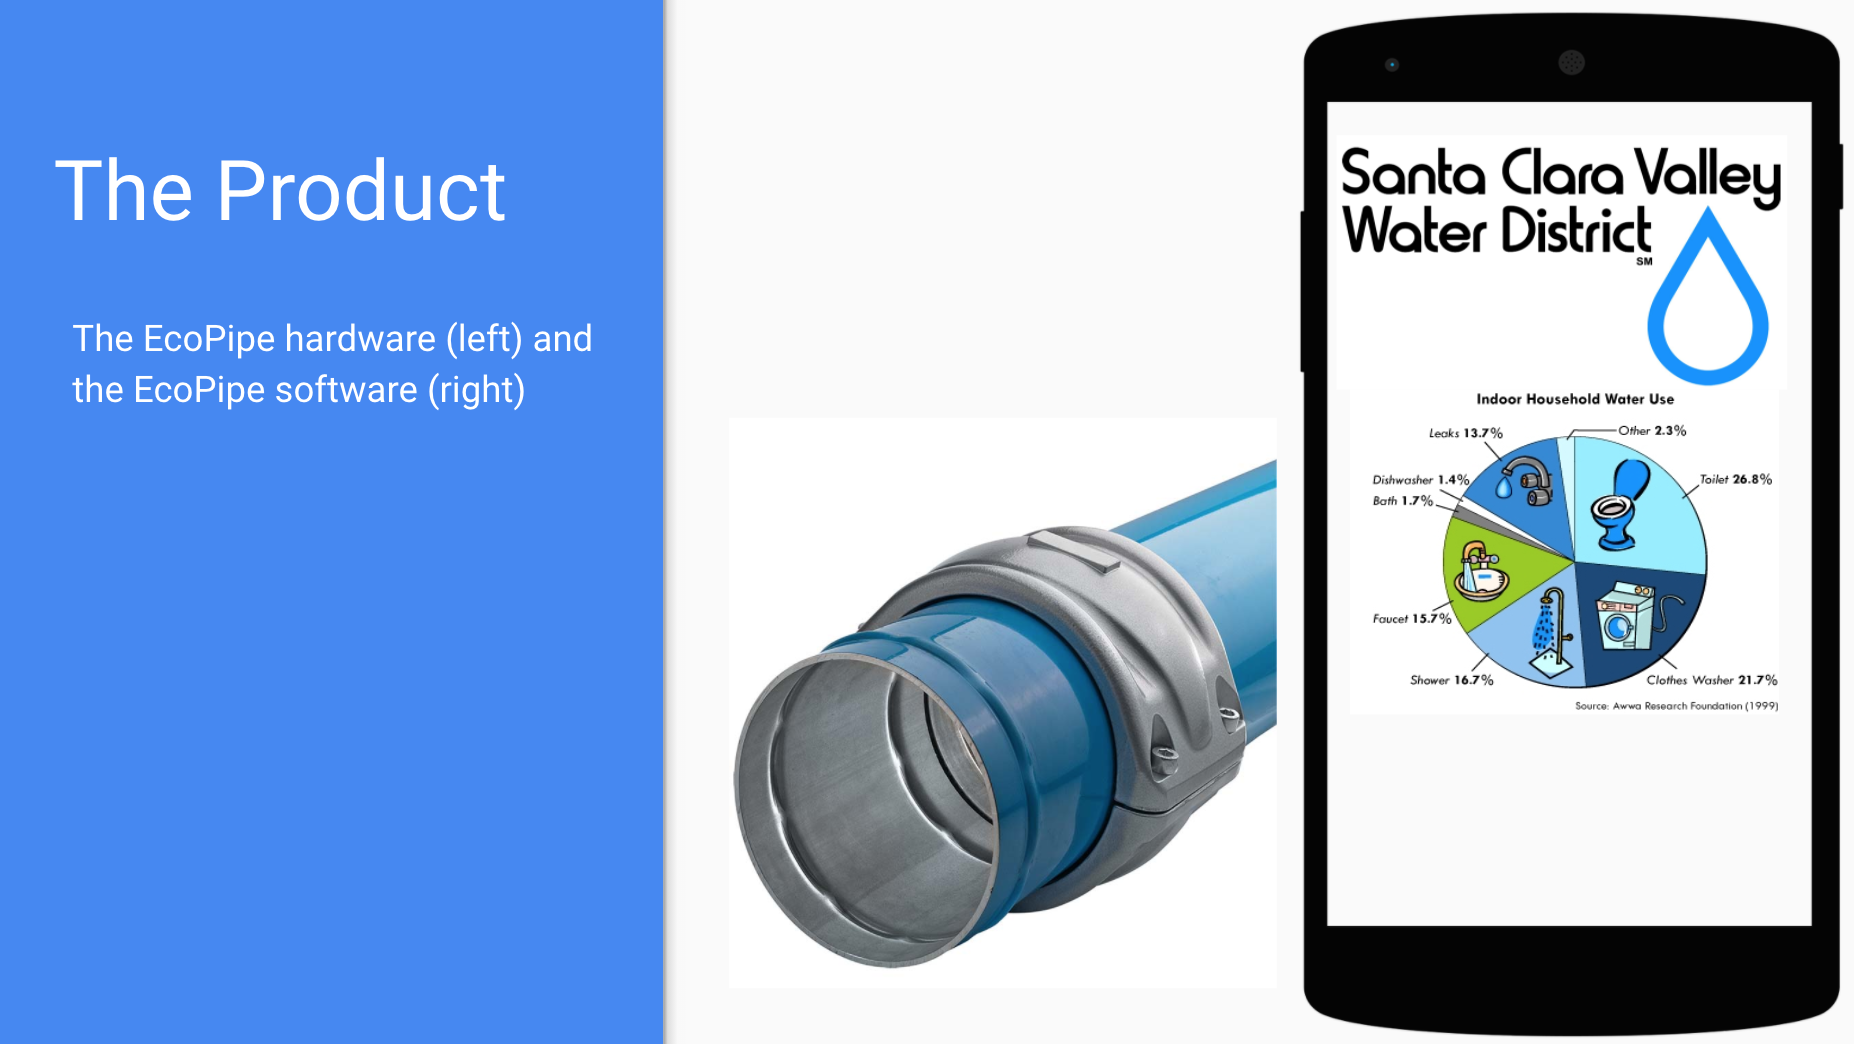 The Product
The EcoPipe hardware (left) and
the EcoPipe software (right)
Santa Clara Valley
Water District
SM
Indoor Household Water Use
Leaks 13.7%
Other 2.3%
Dishwasher 1.4%
Toilet 26.8%
Bath 1.7%
Faucet 15.7%
Shower 16.7%
Clothes Washer 21.7%
Source: Awwa Research Foundation (1999)